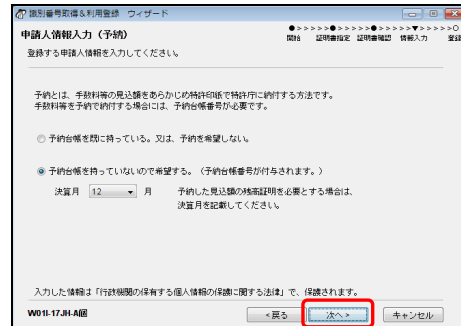 識別番号取得&利用登録 ウィザード
申請人情報入力（予納）
●>>>>>●>>>>>●>>>>>▼>>>>>○
開始 証明書指定 証明書確認 情報入力 登録
登録する申請人情報を入力してください。
予納とは、手数料等の見込額をあらかじめ特許印紙で特許庁に納付する方法です。
手数料等を予納で納付する場合には、予納台帳番号が必要です。
予納台帳を既に持っている。又は、予納を希望しない。
予納台帳を持っていないので希望する。（予納台帳番号が付与されます。）
決算月 12 月 予納した見込額の残高証明を必要とする場合は、
決算月を記載してください。
入力した情報は「行政機関の保有する個人情報の保護に関する法律」で、保護されます。
W01I-17.JH-A個 <戻る 次へ> キャンセル